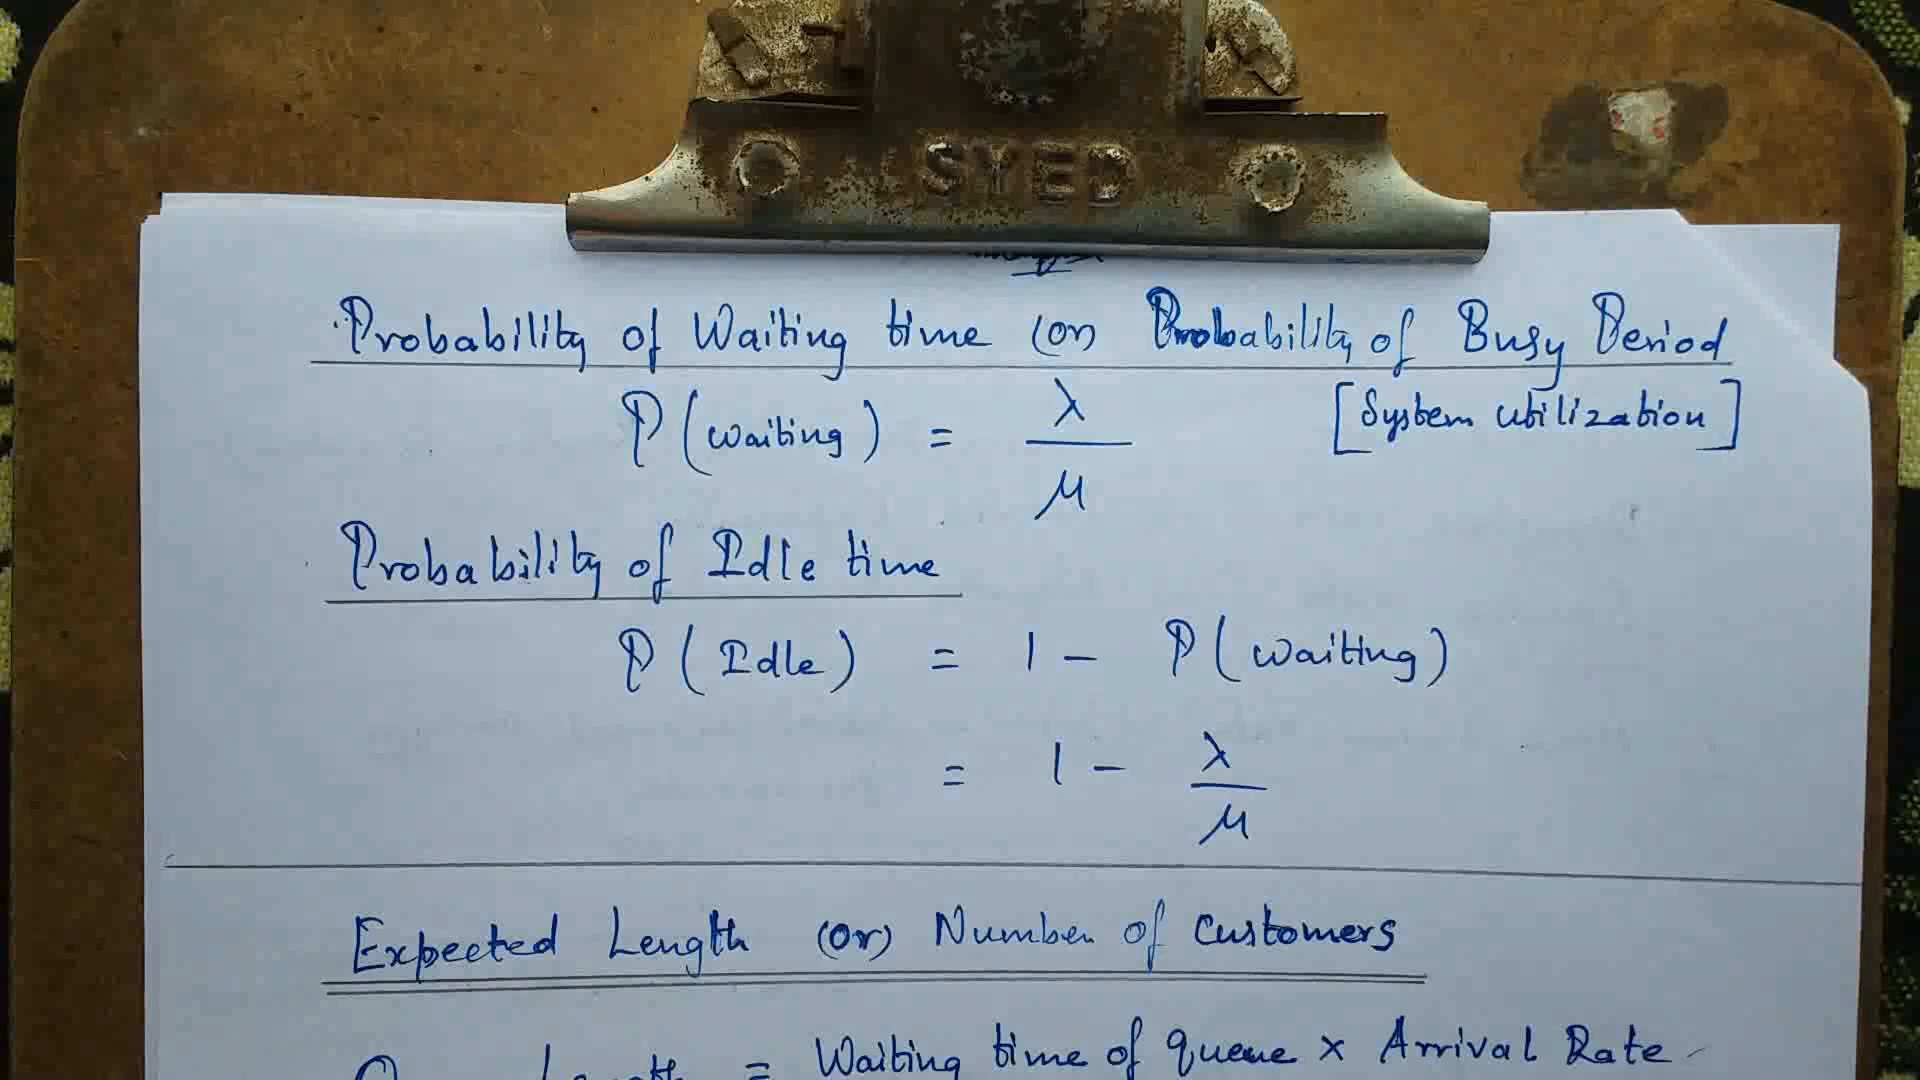 SYED
Probability of Waiting time (or) Probability of Busy Period
P(waiting) = λ/μ [System utilization]
Probability of Idle time
P(Idle) = 1 - P(waiting)
= 1 - λ/μ
Expected Length (or) Number of Customers
Length = Waiting time of queue × Arrival Rate